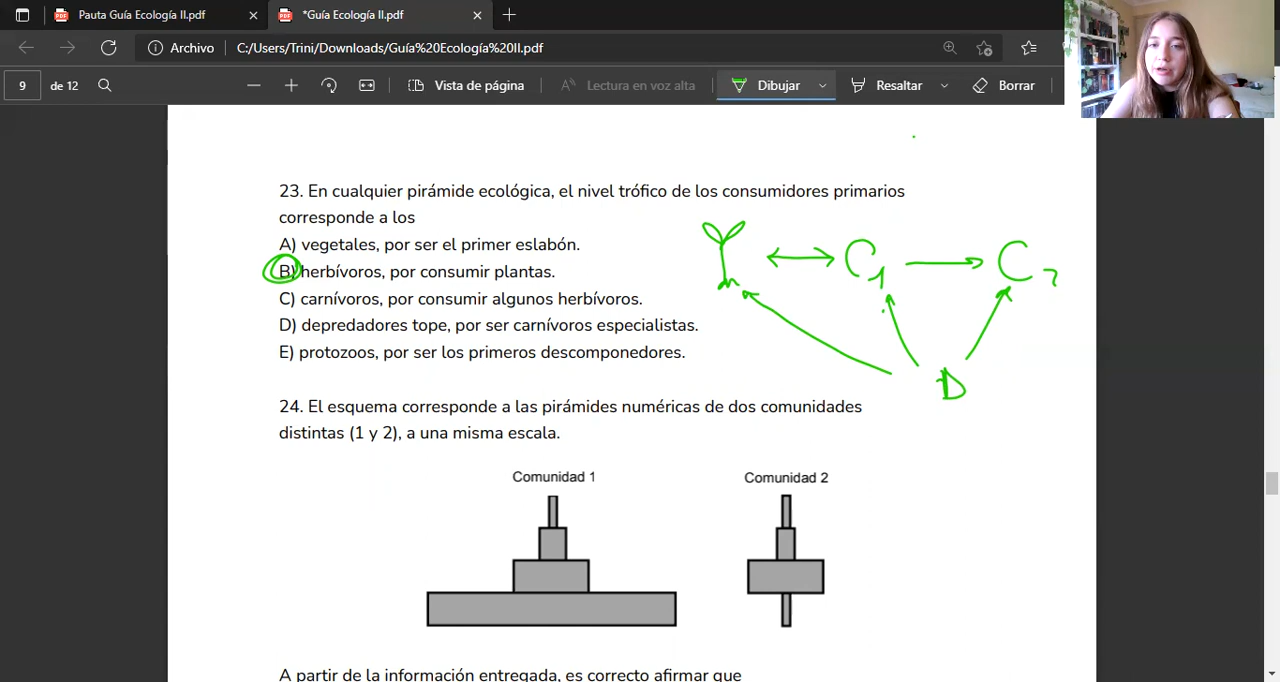 Pauta Guía Ecología II.pdf
*Guía Ecología II.pdf
Archivo
C:/Users/Trini/Downloads/Guía%20Ecología%20II.pdf
9 de 12
Vista de página
Lectura en voz alta
Dibujar
Resaltar
Borrar
23. En cualquier pirámide ecológica, el nivel trófico de los consumidores primarios
corresponde a los
A) vegetales, por ser el primer eslabón.
B) herbívoros, por consumir plantas.
C) carnívoros, por consumir algunos herbívoros.
D) depredadores tope, por ser carnívoros especialistas.
E) protozoos, por ser los primeros descomponedores.
C1
C2
D
24. El esquema corresponde a las pirámides numéricas de dos comunidades
distintas (1 y 2), a una misma escala.
Comunidad 1
Comunidad 2
A partir de la información entregada, es correcto afirmar que